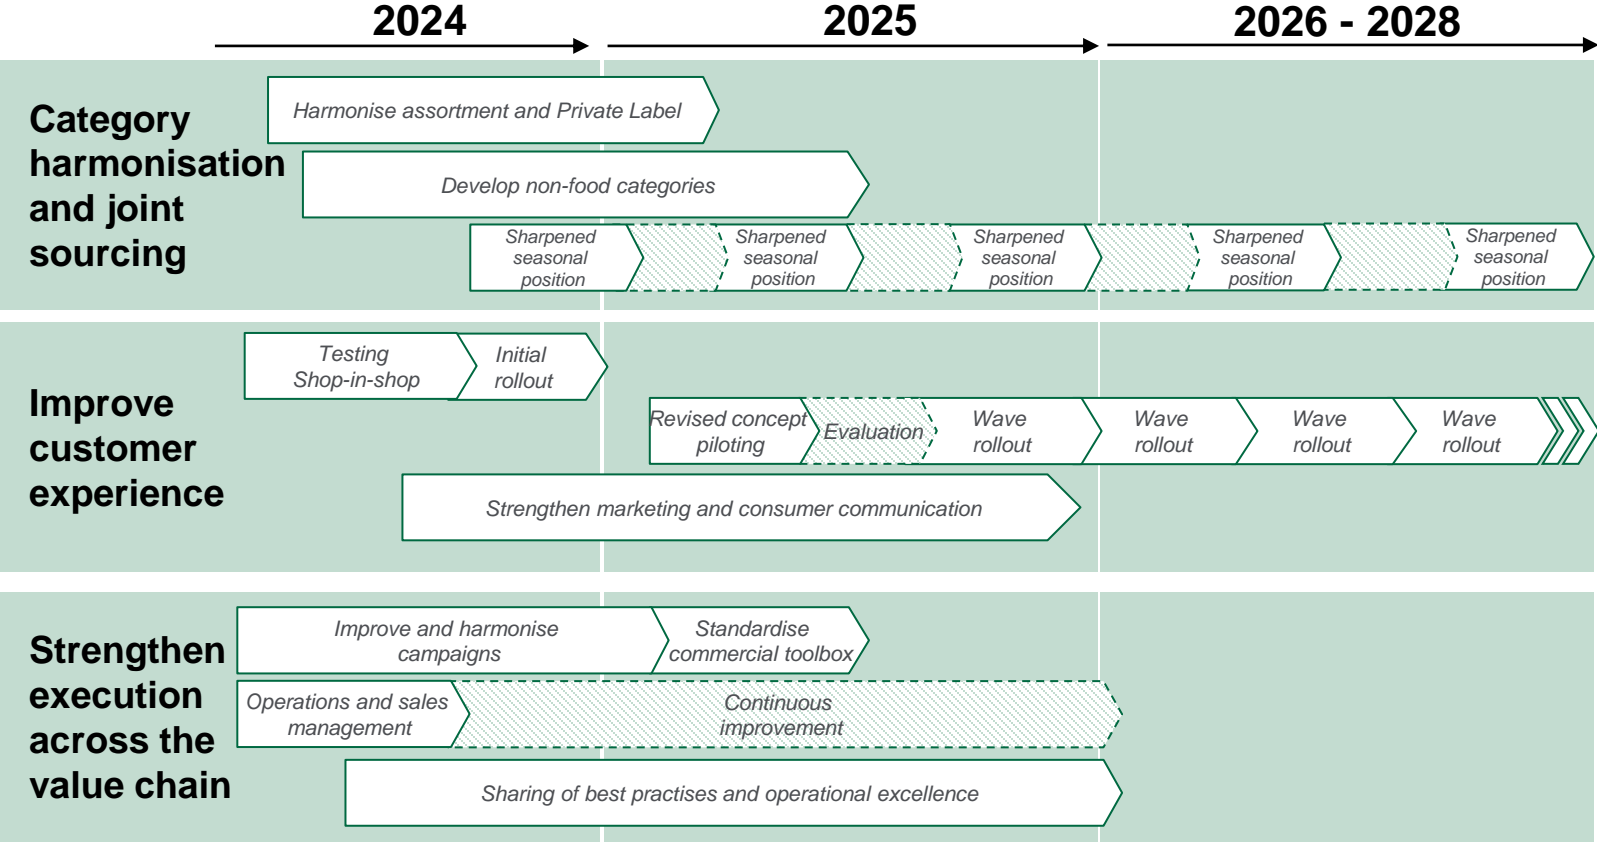 2024
2025
2026 - 2028
Category
harmonisation
and joint
sourcing
Harmonise assortment and Private Label
Develop non-food categories
Sharpened
seasonal
position
Sharpened
seasonal
position
Sharpened
seasonal
position
Sharpened
seasonal
position
Sharpened
seasonal
position
Improve
customer
experience
Testing
Shop-in-shop
Initial
rollout
Revised concept
piloting
Evaluation
Wave
rollout
Wave
rollout
Wave
rollout
Wave
rollout
Strengthen marketing and consumer communication
Strengthen
execution
across the
value chain
Improve and harmonise
campaigns
Standardise
commercial toolbox
Operations and sales
management
Continuous
improvement
Sharing of best practises and operational excellence